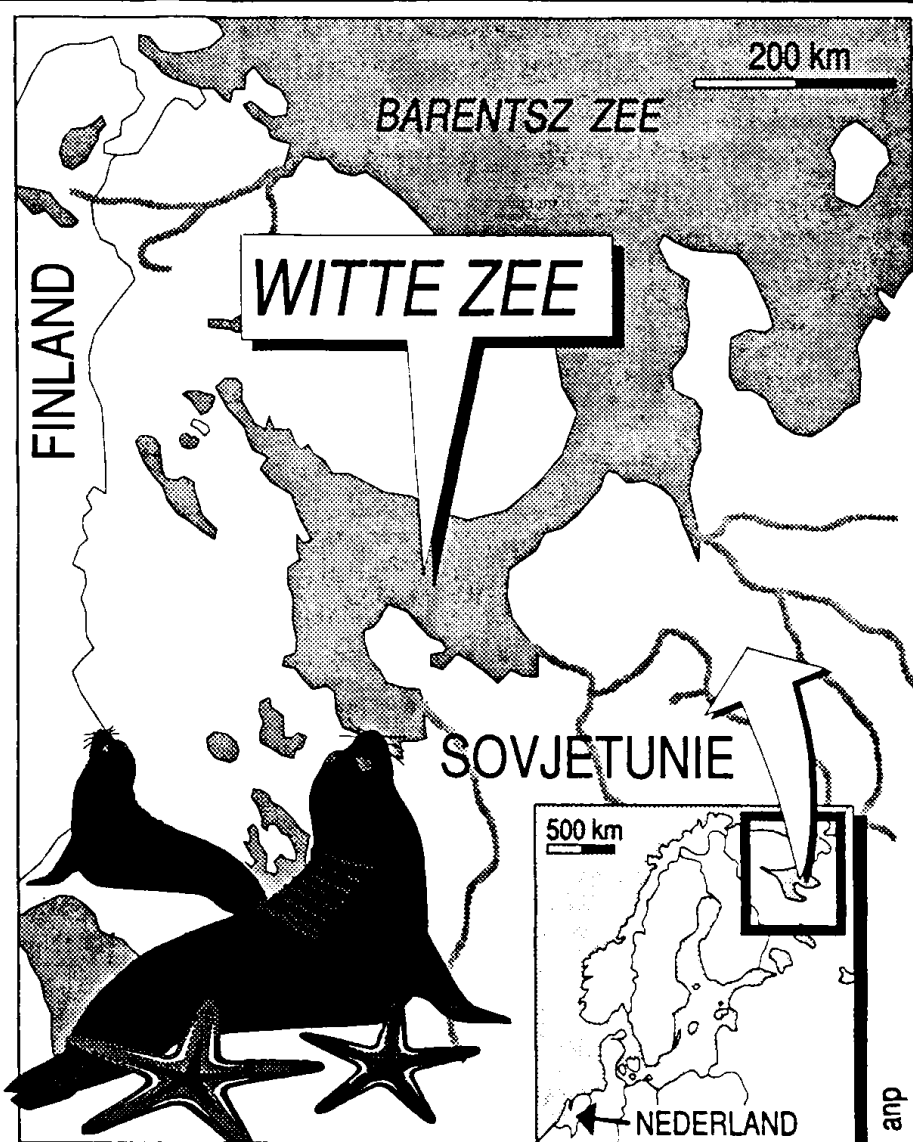 200 km
BARENTSZ ZEE
WITTE ZEE
FINLAND
SOVJETUNIE
500 km
NEDERLAND
anp